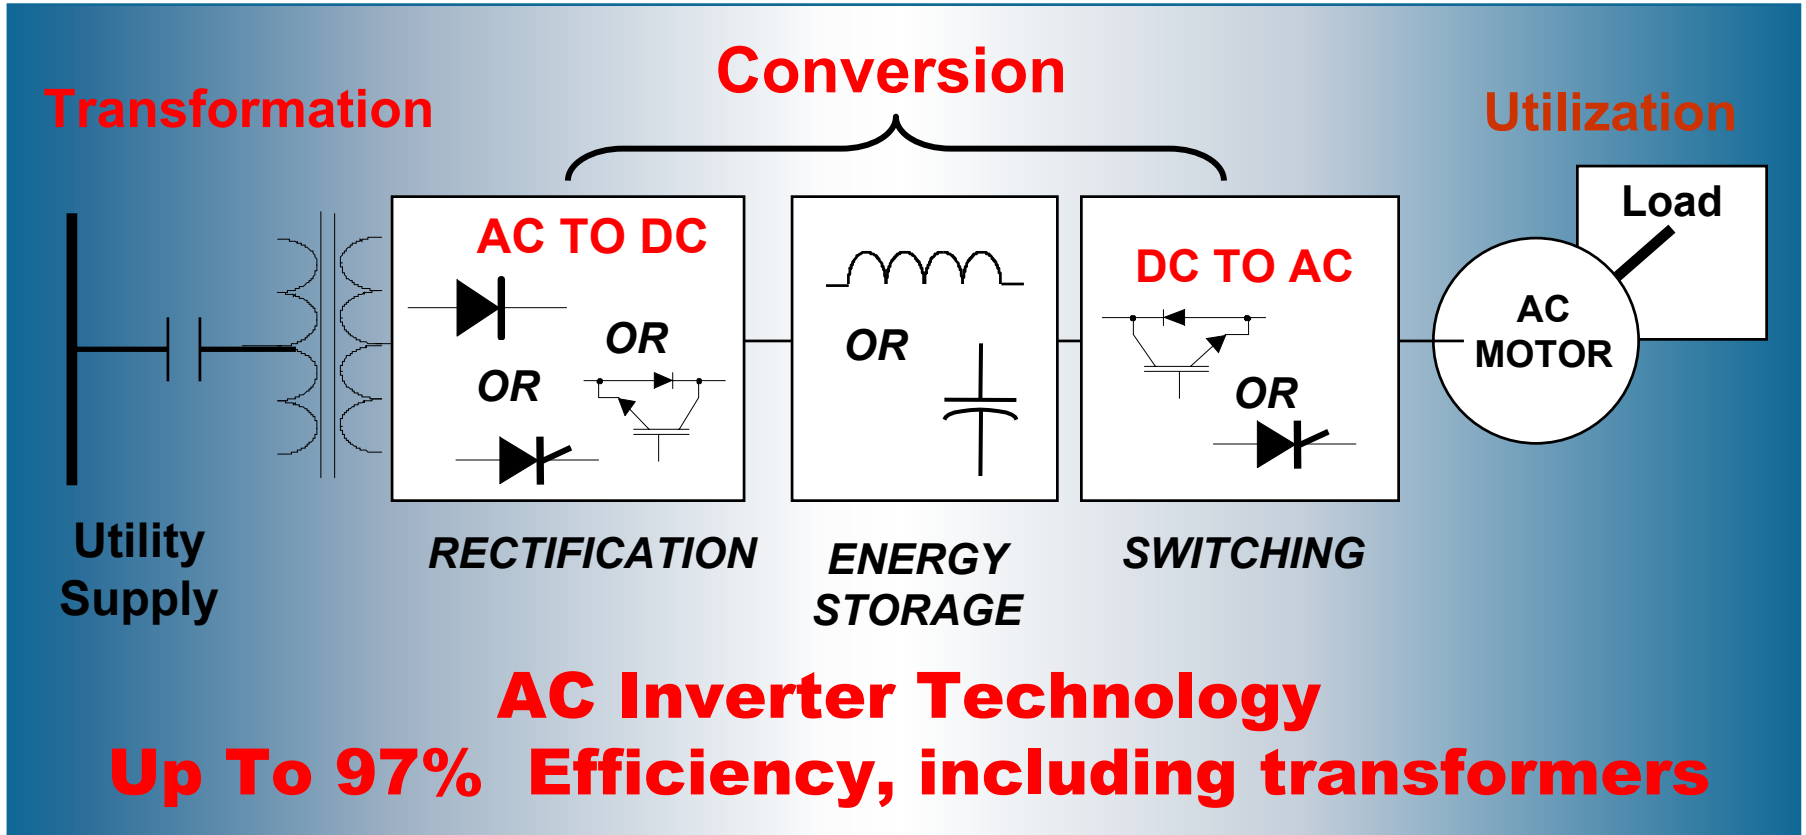 Conversion
Transformation
Utilization
Load
AC TO DC
DC TO AC
AC
MOTOR
OR
OR
OR
OR
Utility
Supply
RECTIFICATION
ENERGY
STORAGE
SWITCHING
AC Inverter Technology
Up To 97% Efficiency, including transformers